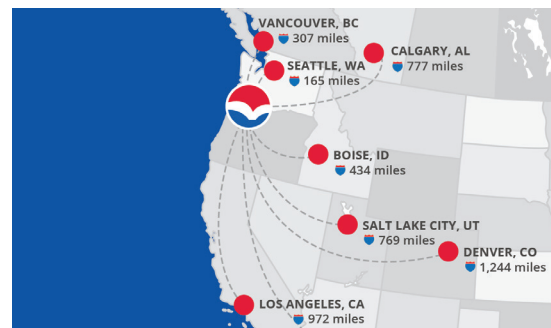 VANCOUVER, BC
307 miles
CALGARY, AL
777 miles
SEATTLE, WA
165 miles
BOISE, ID
434 miles
SALT LAKE CITY, UT
769 miles
DENVER, CO
1,244 miles
LOS ANGELES, CA
972 miles